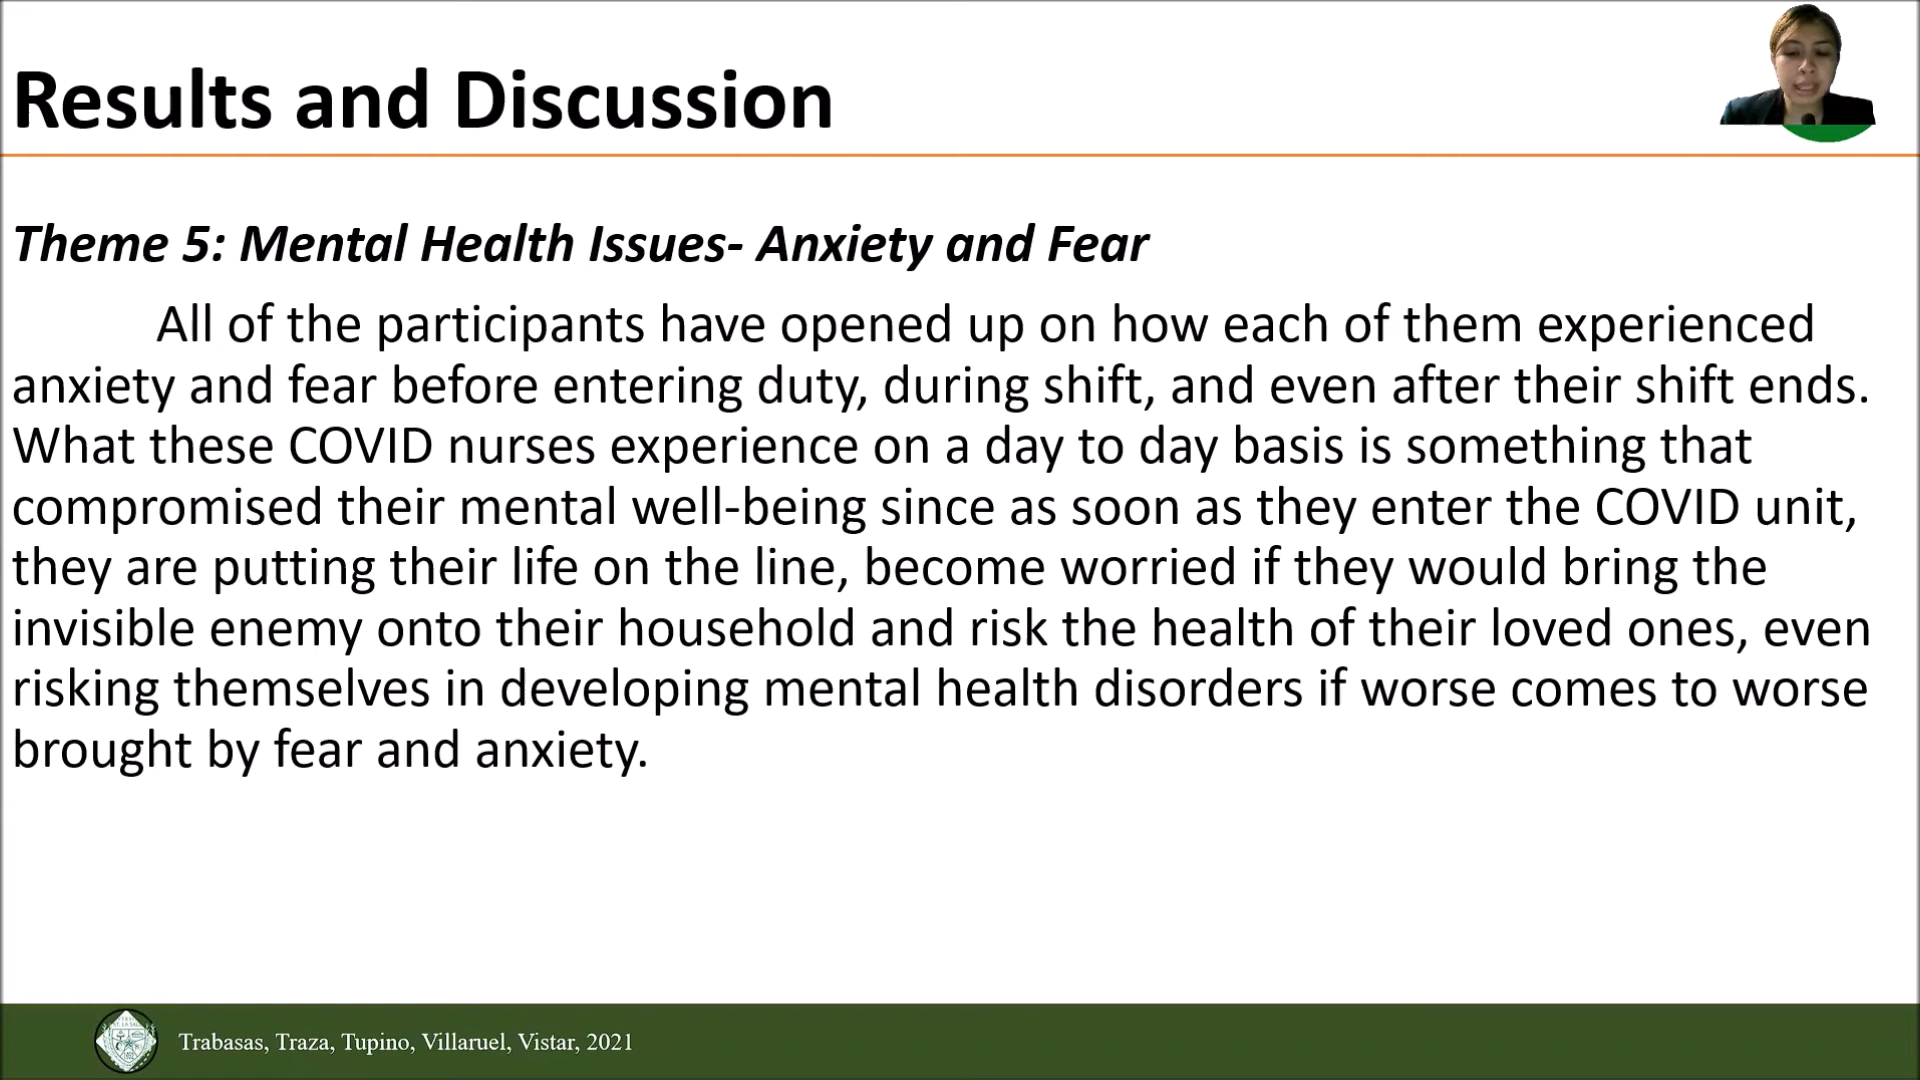 Results and Discussion
Theme 5: Mental Health Issues- Anxiety and Fear
All of the participants have opened up on how each of them experienced
anxiety and fear before entering duty, during shift, and even after their shift ends.
What these COVID nurses experience on a day to day basis is something that
compromised their mental well-being since as soon as they enter the COVID unit,
they are putting their life on the line, become worried if they would bring the
invisible enemy onto their household and risk the health of their loved ones, even
risking themselves in developing mental health disorders if worse comes to worse
brought by fear and anxiety.
Trabasas, Traza, Tupino, Villaruel, Vistar, 2021